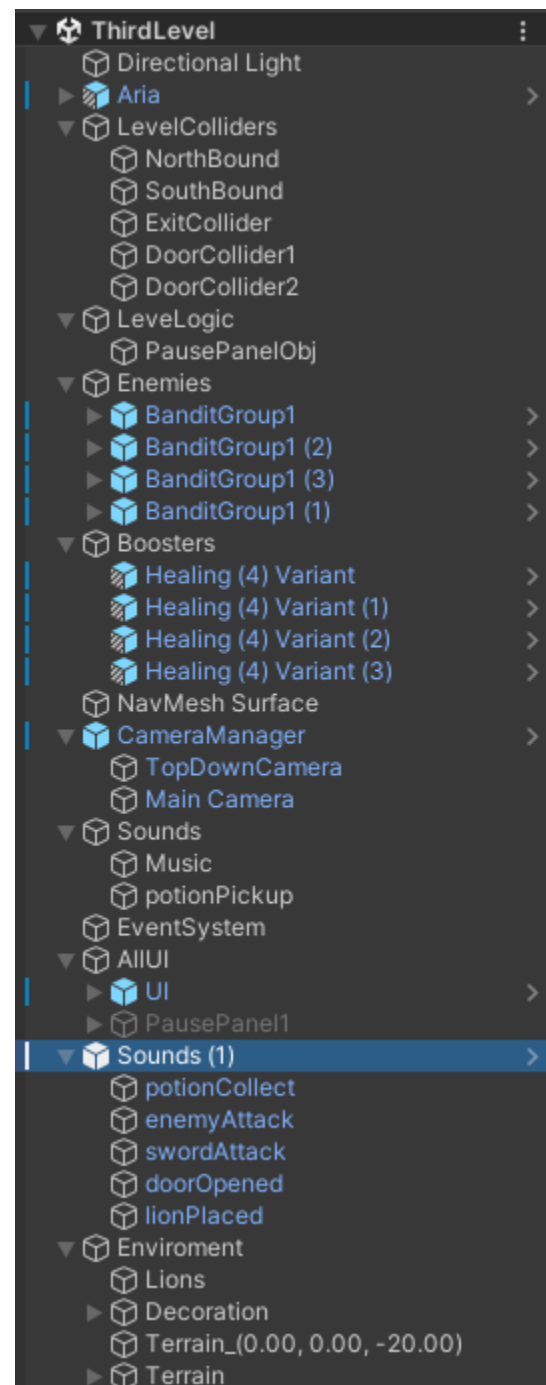 ThirdLevel
Directional Light
Aria
LevelColliders
NorthBound
SouthBound
ExitCollider
DoorCollider1
DoorCollider2
LeveLogic
PausePanelObj
Enemies
BanditGroup1
BanditGroup1 (2)
BanditGroup1 (3)
BanditGroup1 (1)
Boosters
Healing (4) Variant
Healing (4) Variant (1)
Healing (4) Variant (2)
Healing (4) Variant (3)
NavMesh Surface
CameraManager
TopDownCamera
Main Camera
Sounds
Music
potionPickup
EventSystem
AllUI
UI
PausePanel1
Sounds (1)
potionCollect
enemyAttack
swordAttack
doorOpened
lionPlaced
Enviroment
Lions
Decoration
Terrain_(0.00, 0.00, -20.00)
Terrain